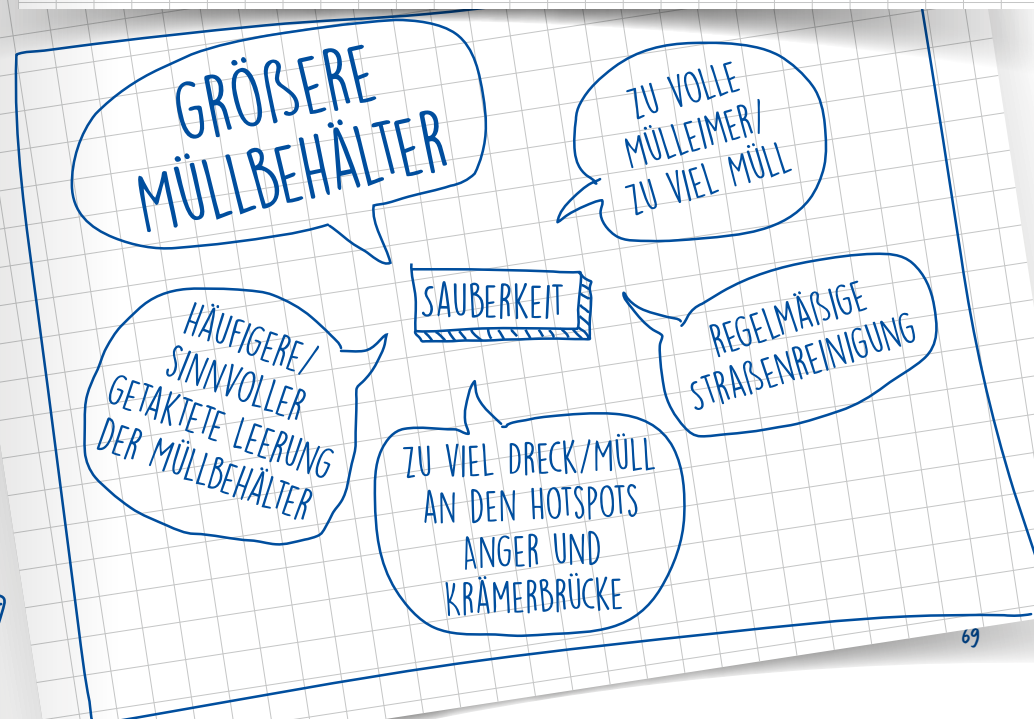 GRÖẞERE
MÜLLBEHÄLTER
ZU VOLLE
MÜLLEIMER/
ZU VIEL MÜLL
SAUBERKEIT
HÄUFIGERE/
SINNVOLLER
GETAKTETE LEERUNG
DER MÜLLBEHÄLTER
REGELMÄẞIGE
STRAẞENREINIGUNG
ZU VIEL DRECK/MÜLL
AN DEN HOTSPOTS
ANGER UND
KRÄMERBRÜCKE
69